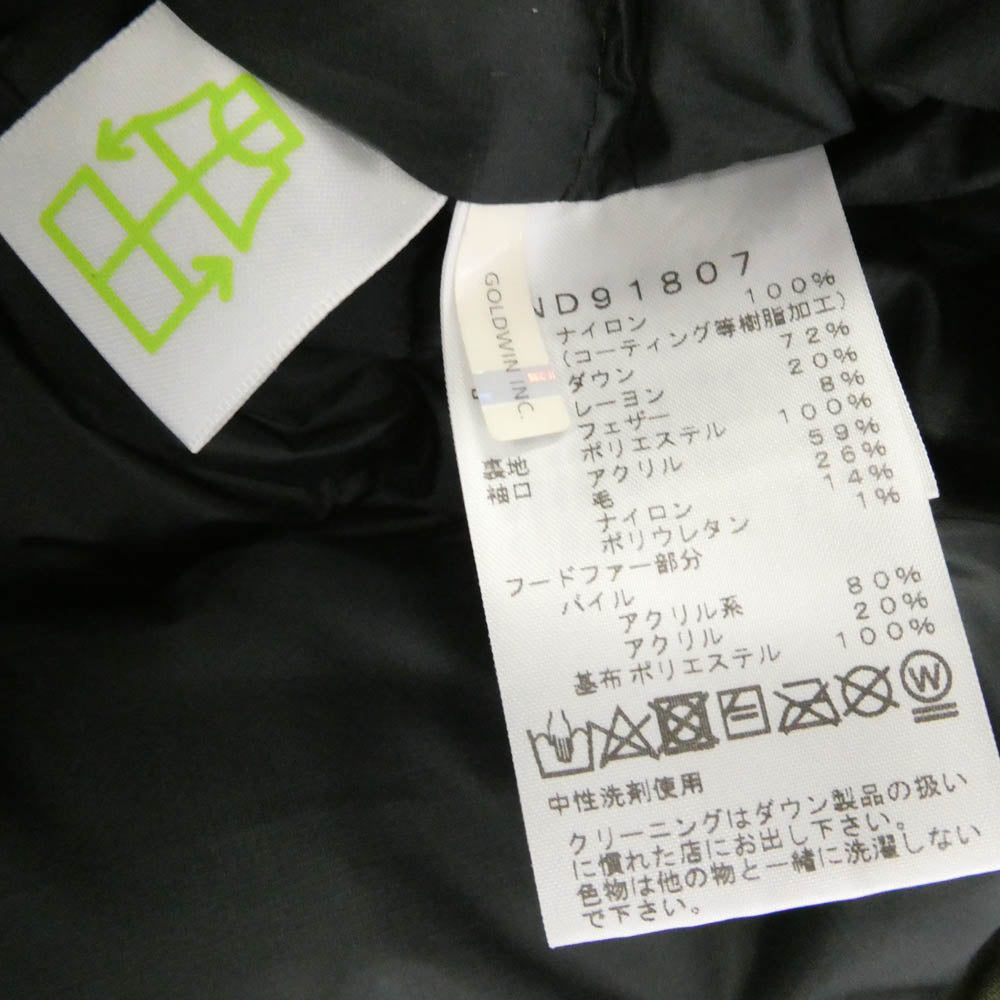 GOLDWIN INC.
ND91807
ナイロン 100%
(コーティング等樹脂加工)
ダウン 72%
レーヨン 20%
フェザー 8%
裏地 ポリエステル 100%
袖口 アクリル 59%
毛 26%
ナイロン 14%
ポリウレタン 1%
フードファー部分
パイル
アクリル系 80%
アクリル 20%
基布 ポリエステル 100%
W
中性洗剤使用
クリーニングはダウン製品の扱い
に慣れた店にお出し下さい。
色物は他の物と一緒に洗濯しない
で下さい。